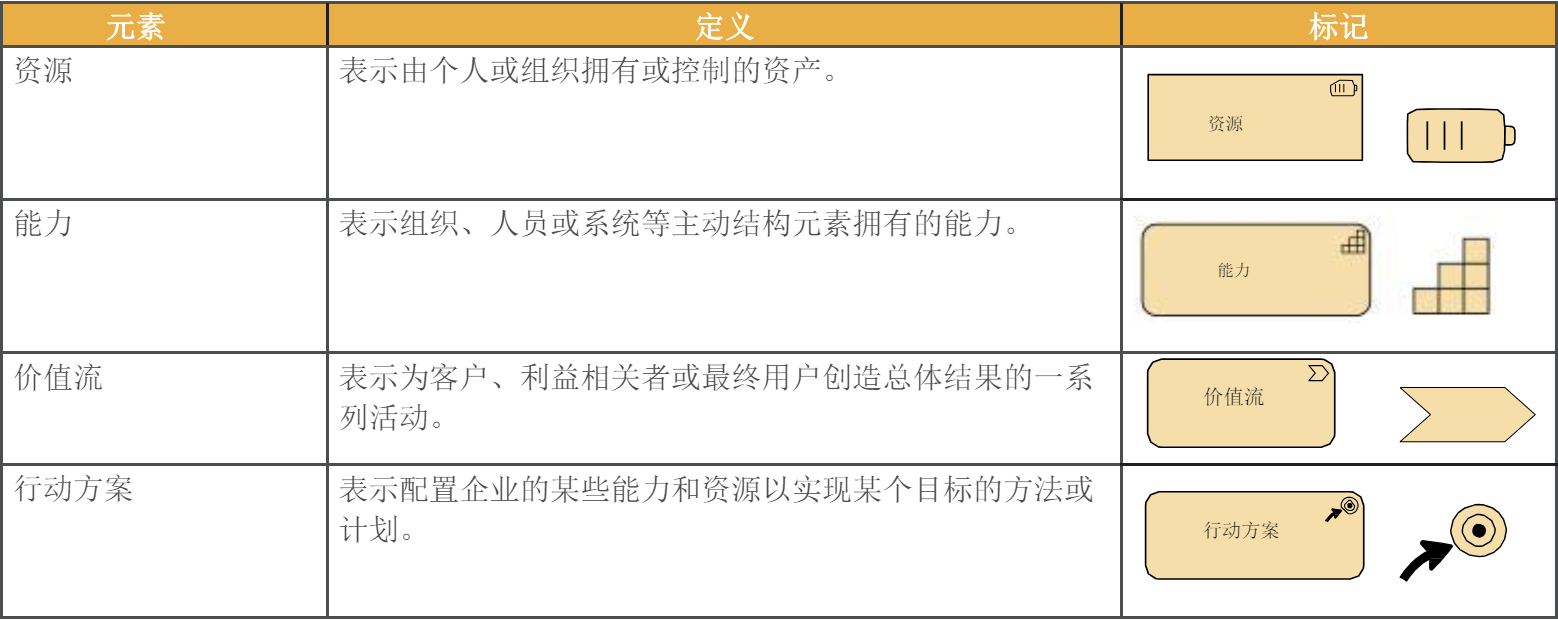 元素 定义 标记
资源 表示由个人或组织拥有或控制的资产。
资源
能力 表示组织、人员或系统等主动结构元素拥有的能力。
能力
价值流 表示为客户、利益相关者或最终用户创造总体结果的一系
列活动。
价值流
行动方案 表示配置企业的某些能力和资源以实现某个目标的方法或
计划。
行动方案